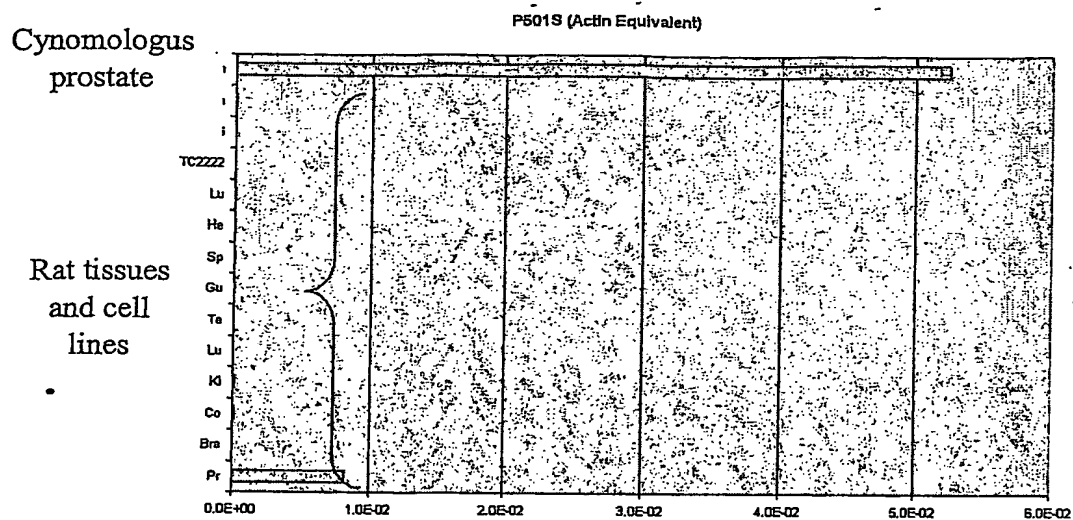 P501S (Actin Equivalent)
Cynomologus
prostate
TC2222
Lu
He
Sp
Gu
Te
Lu
Ki
Co
Bra
Pr
Rat tissues
and cell
lines
0.0E+00 1.0E-02 2.0E-02 3.0E-02 4.0E-02 5.0E-02 6.0E-02